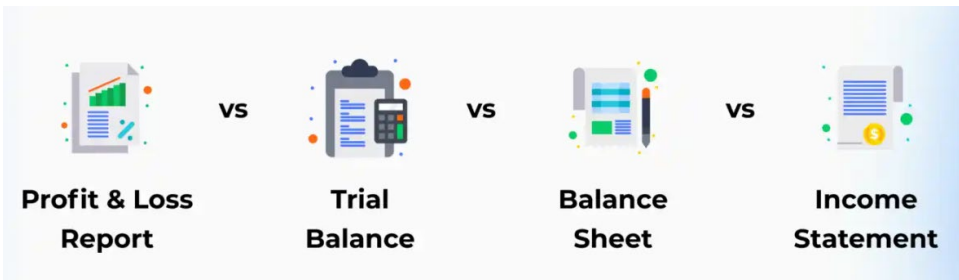 Profit & Loss
Report
vs
Trial
Balance
vs
Balance
Sheet
vs
Income
Statement
$